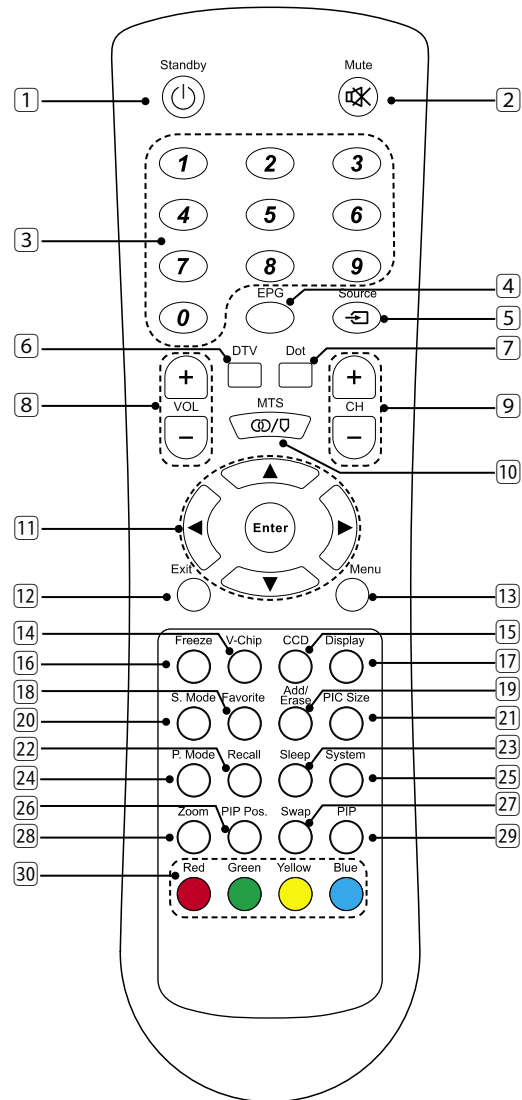 Standby Mute
1 2
1 2 3
4 5 6
3
7 8 9
EPG Source 4
0 5
6 DTV Dot 7
+ +
8 VOL MTS CH 9
- -
10
11 Enter
Exit Menu
12 13
14 15
Freeze V-Chip CCD Display
16 17
18 Add/ 19
S. Mode Favorite Erase PIC Size
20 21
22 23
P. Mode Recall Sleep System
24 25
26 27
Zoom PIP Pos. Swap PIP
28 29
30 Red Green Yellow Blue